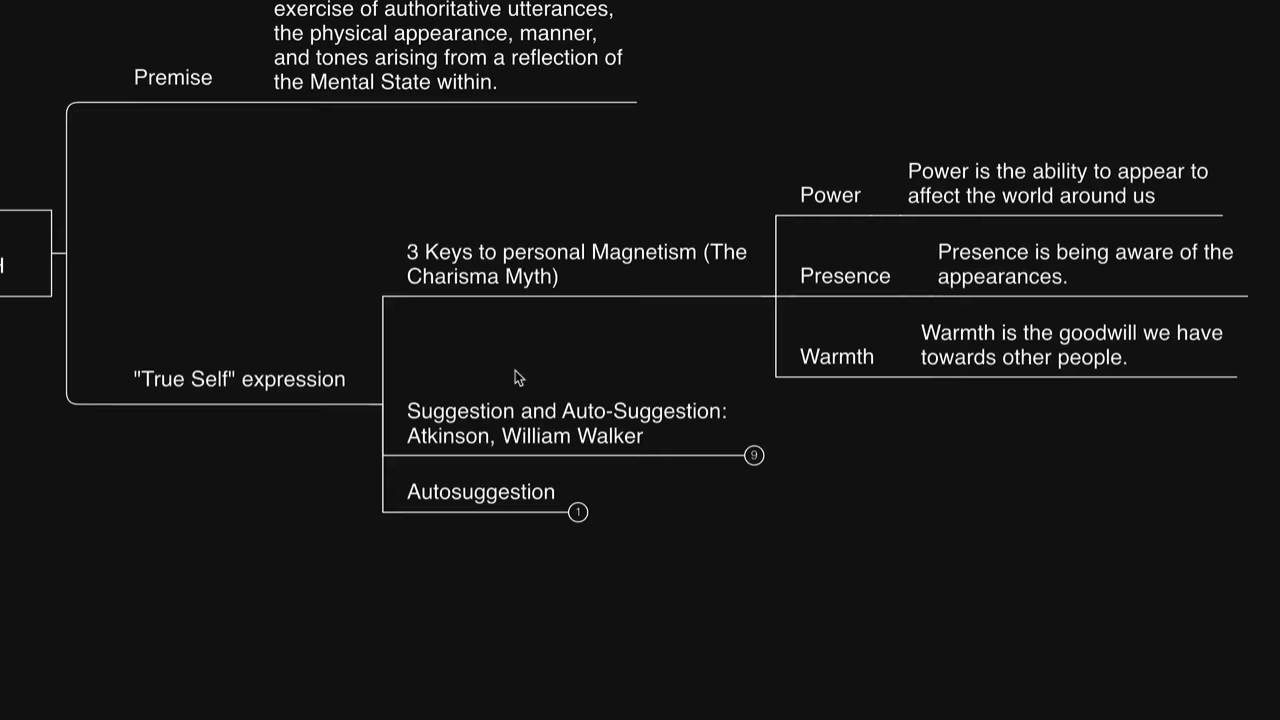 exercise of authoritative utterances,
the physical appearance, manner,
and tones arising from a reflection of
the Mental State within.
Premise
Power is the ability to appear to
affect the world around us
Power
3 Keys to personal Magnetism (The
Charisma Myth)
Presence is being aware of the
appearances.
Presence
Warmth is the goodwill we have
towards other people.
Warmth
"True Self" expression
Suggestion and Auto-Suggestion:
Atkinson, William Walker
9
Autosuggestion
1